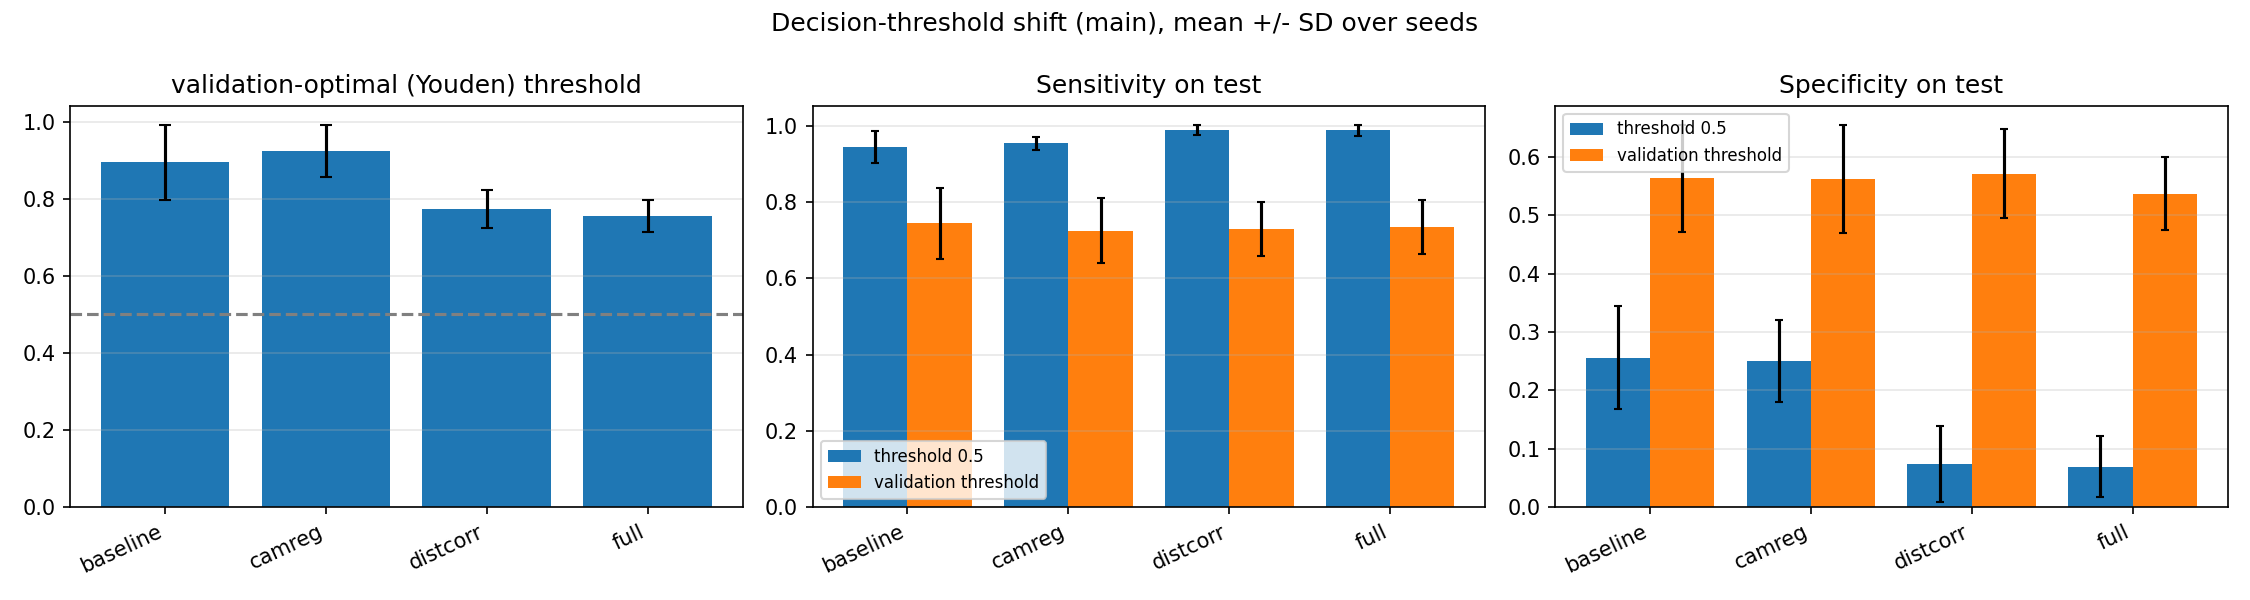 Decision-threshold shift (main), mean +/- SD over seeds
validation-optimal (Youden) threshold
1.0
0.8
0.6
0.4
0.2
0.0
baseline
camreg
distcorr
full
Sensitivity on test
1.0
0.8
0.6
0.4
0.2
0.0
threshold 0.5
validation threshold
baseline
camreg
distcorr
full
Specificity on test
threshold 0.5
validation threshold
0.6
0.5
0.4
0.3
0.2
0.1
0.0
baseline
camreg
distcorr
full